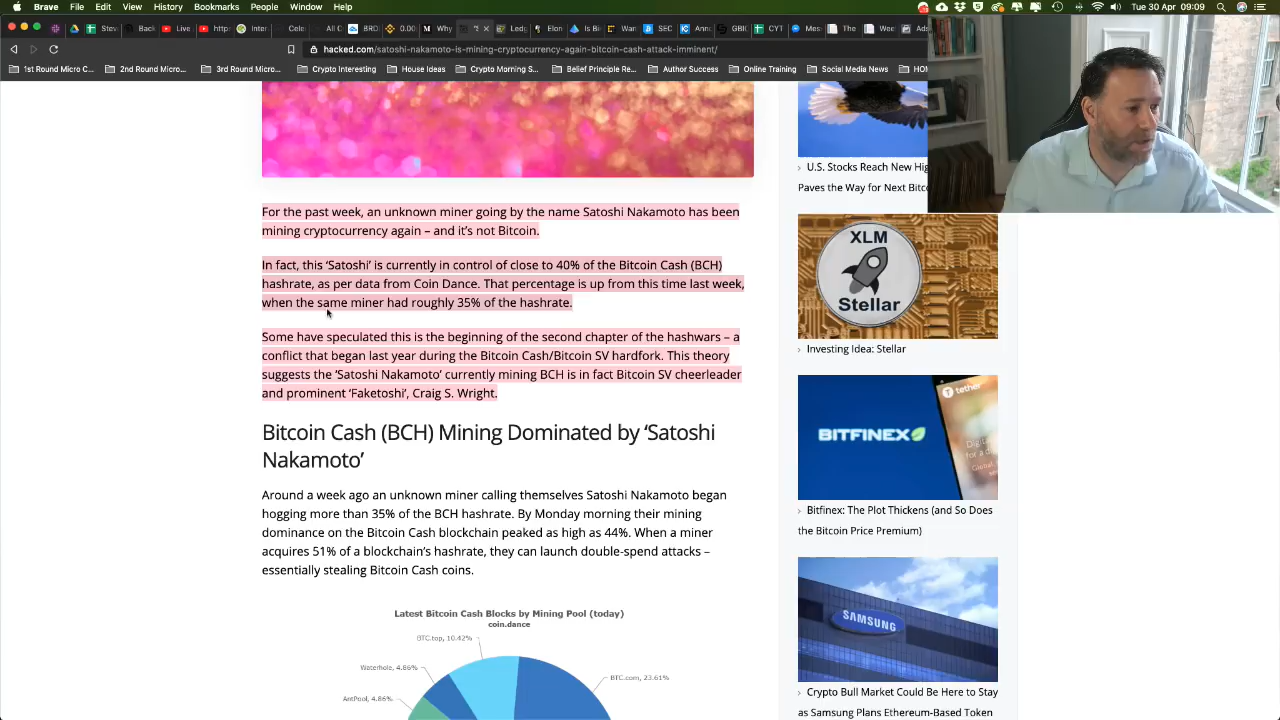 Chrome File Edit View History Bookmarks People Window Help
Tue 30 Apr 09:09
hacked.com/satoshi-nakamoto-is-mining-cryptocurrency-again-bitcoin-cash-attack-imminent/
1st Round Micro C... 2nd Round Micro... 3rd Round Micro... Crypto Interesting House Ideas Crypto Morning S... Belief Principle Re... Author Success Online Training Social Media News
For the past week, an unknown miner going by the name Satoshi Nakamoto has been
mining cryptocurrency again – and it's not Bitcoin.
In fact, this 'Satoshi' is currently in control of close to 40% of the Bitcoin Cash (BCH)
hashrate, as per data from Coin Dance. That percentage is up from this time last week,
when the same miner had roughly 35% of the hashrate.
Some have speculated this is the beginning of the second chapter of the hashwars – a
conflict that began last year during the Bitcoin Cash/Bitcoin SV hardfork. This theory
suggests the 'Satoshi Nakamoto' currently mining BCH is in fact Bitcoin SV cheerleader
and prominent 'Faketoshi', Craig S. Wright.
Bitcoin Cash (BCH) Mining Dominated by 'Satoshi
Nakamoto'
Around a week ago an unknown miner calling themselves Satoshi Nakamoto began
hogging more than 35% of the BCH hashrate. By Monday morning their mining
dominance on the Bitcoin Cash blockchain peaked as high as 44%. When a miner
acquires 51% of a blockchain's hashrate, they can launch double-spend attacks –
essentially stealing Bitcoin Cash coins.
Latest Bitcoin Cash Blocks by Mining Pool (today)
coin.dance
BTC.top, 10.42%
Waterhole, 4.86%
BTC.com, 23.61%
AntPool, 4.86%
U.S. Stocks Reach New Hig
Paves the Way for Next Bitc
XLM
Stellar
Investing Idea: Stellar
tether
BITFINEX
Bitfinex: The Plot Thickens (and So Does
the Bitcoin Price Premium)
SAMSUNG
Crypto Bull Market Could Be Here to Stay
as Samsung Plans Ethereum-Based Token